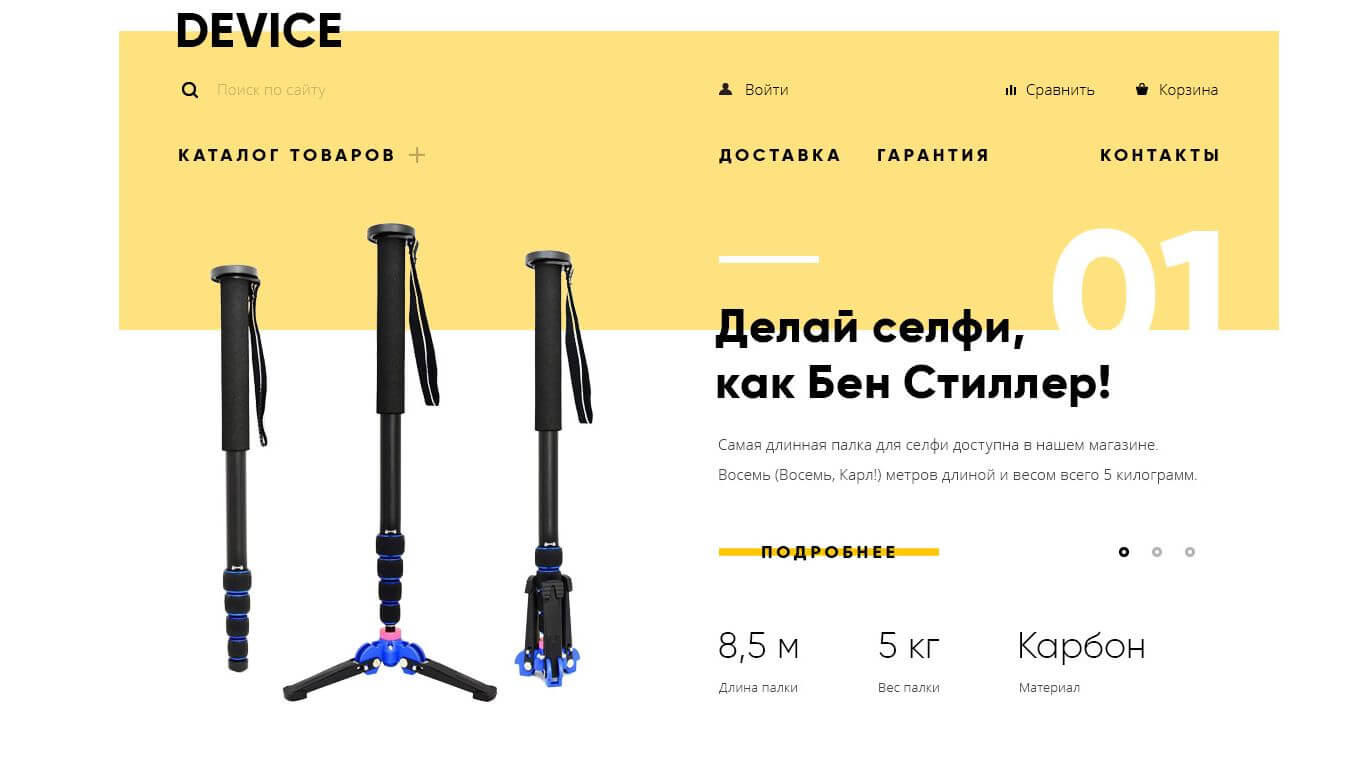 DEVICE
Поиск по сайту
Войти
Сравнить
Корзина
КАТАЛОГ ТОВАРОВ
ДОСТАВКА
ГАРАНТИЯ
КОНТАКТЫ
01
Делай селфи,
как Бен Стиллер!
Самая длинная палка для селфи доступна в нашем магазине.
Восемь (Восемь, Карл!) метров длиной и весом всего 5 килограмм.
ПОДРОБНЕЕ
8,5 м
5 кг
Карбон
Длина палки
Вес палки
Материал